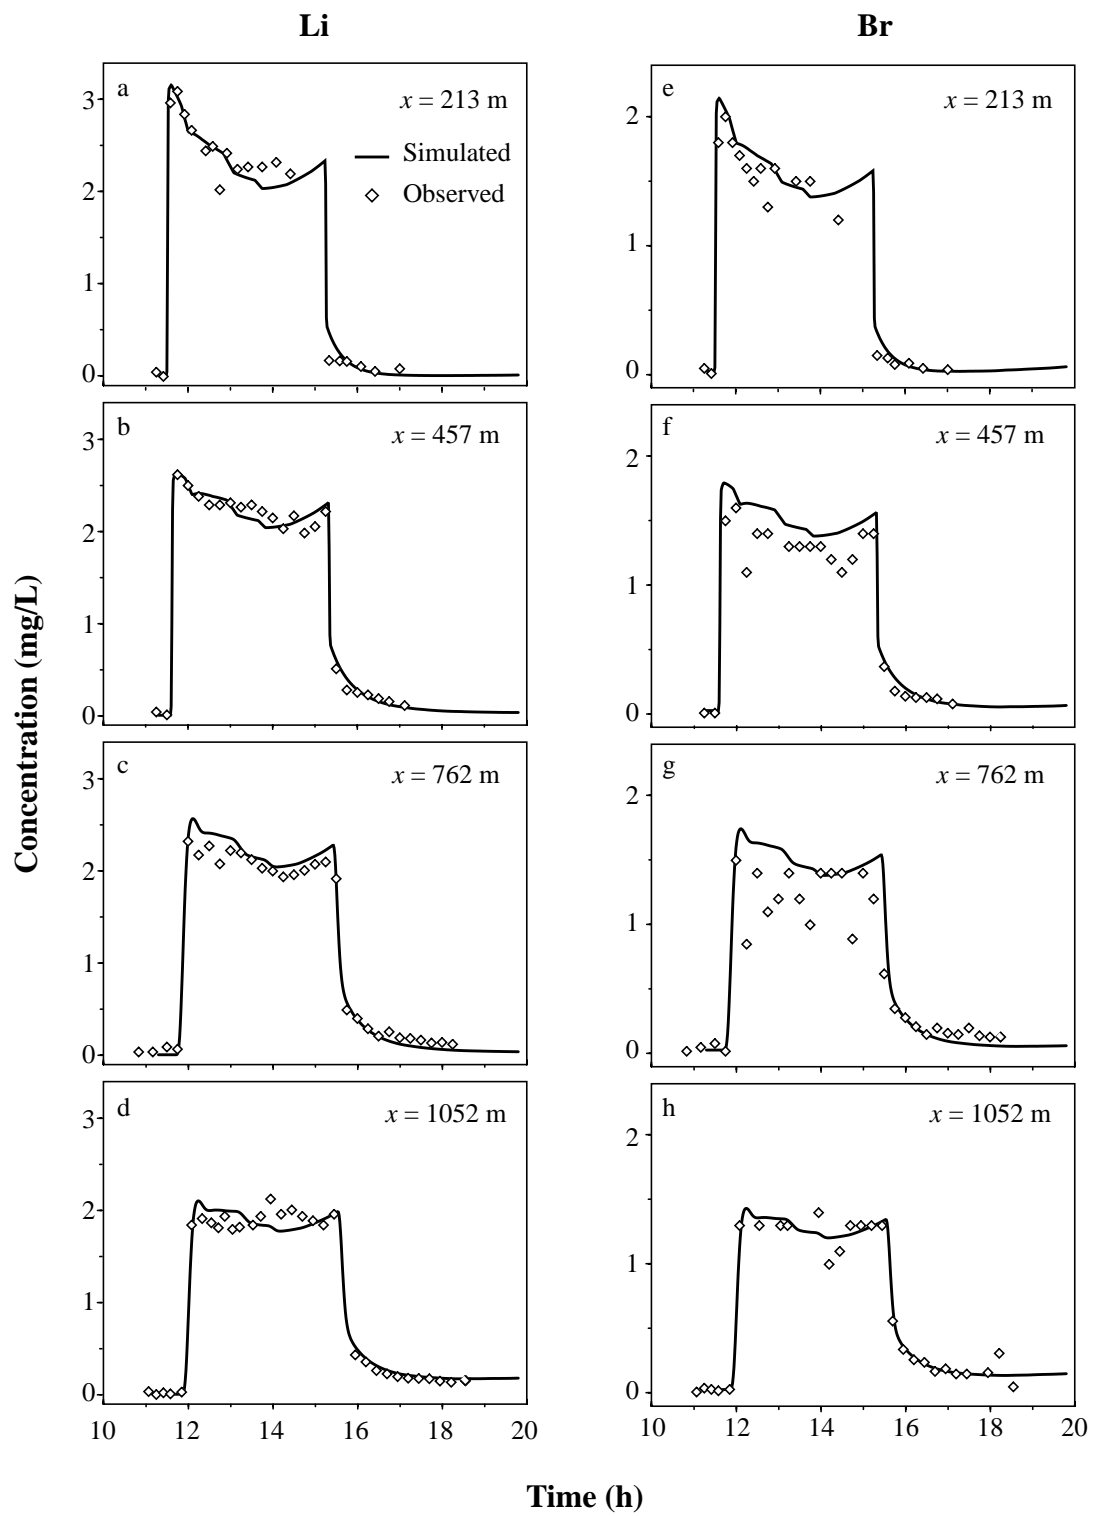 Li
Br
a
x = 213 m
3
Simulated
2
Observed
1
0
e
x = 213 m
2
1
0
b
x = 457 m
3
2
1
0
f
x = 457 m
2
1
0
c
x = 762 m
3
2
1
0
g
x = 762 m
2
1
0
d
x = 1052 m
3
2
1
0
10 12 14 16 18 20
h
x = 1052 m
2
1
0
10 12 14 16 18 20
Concentration (mg/L)
Time (h)